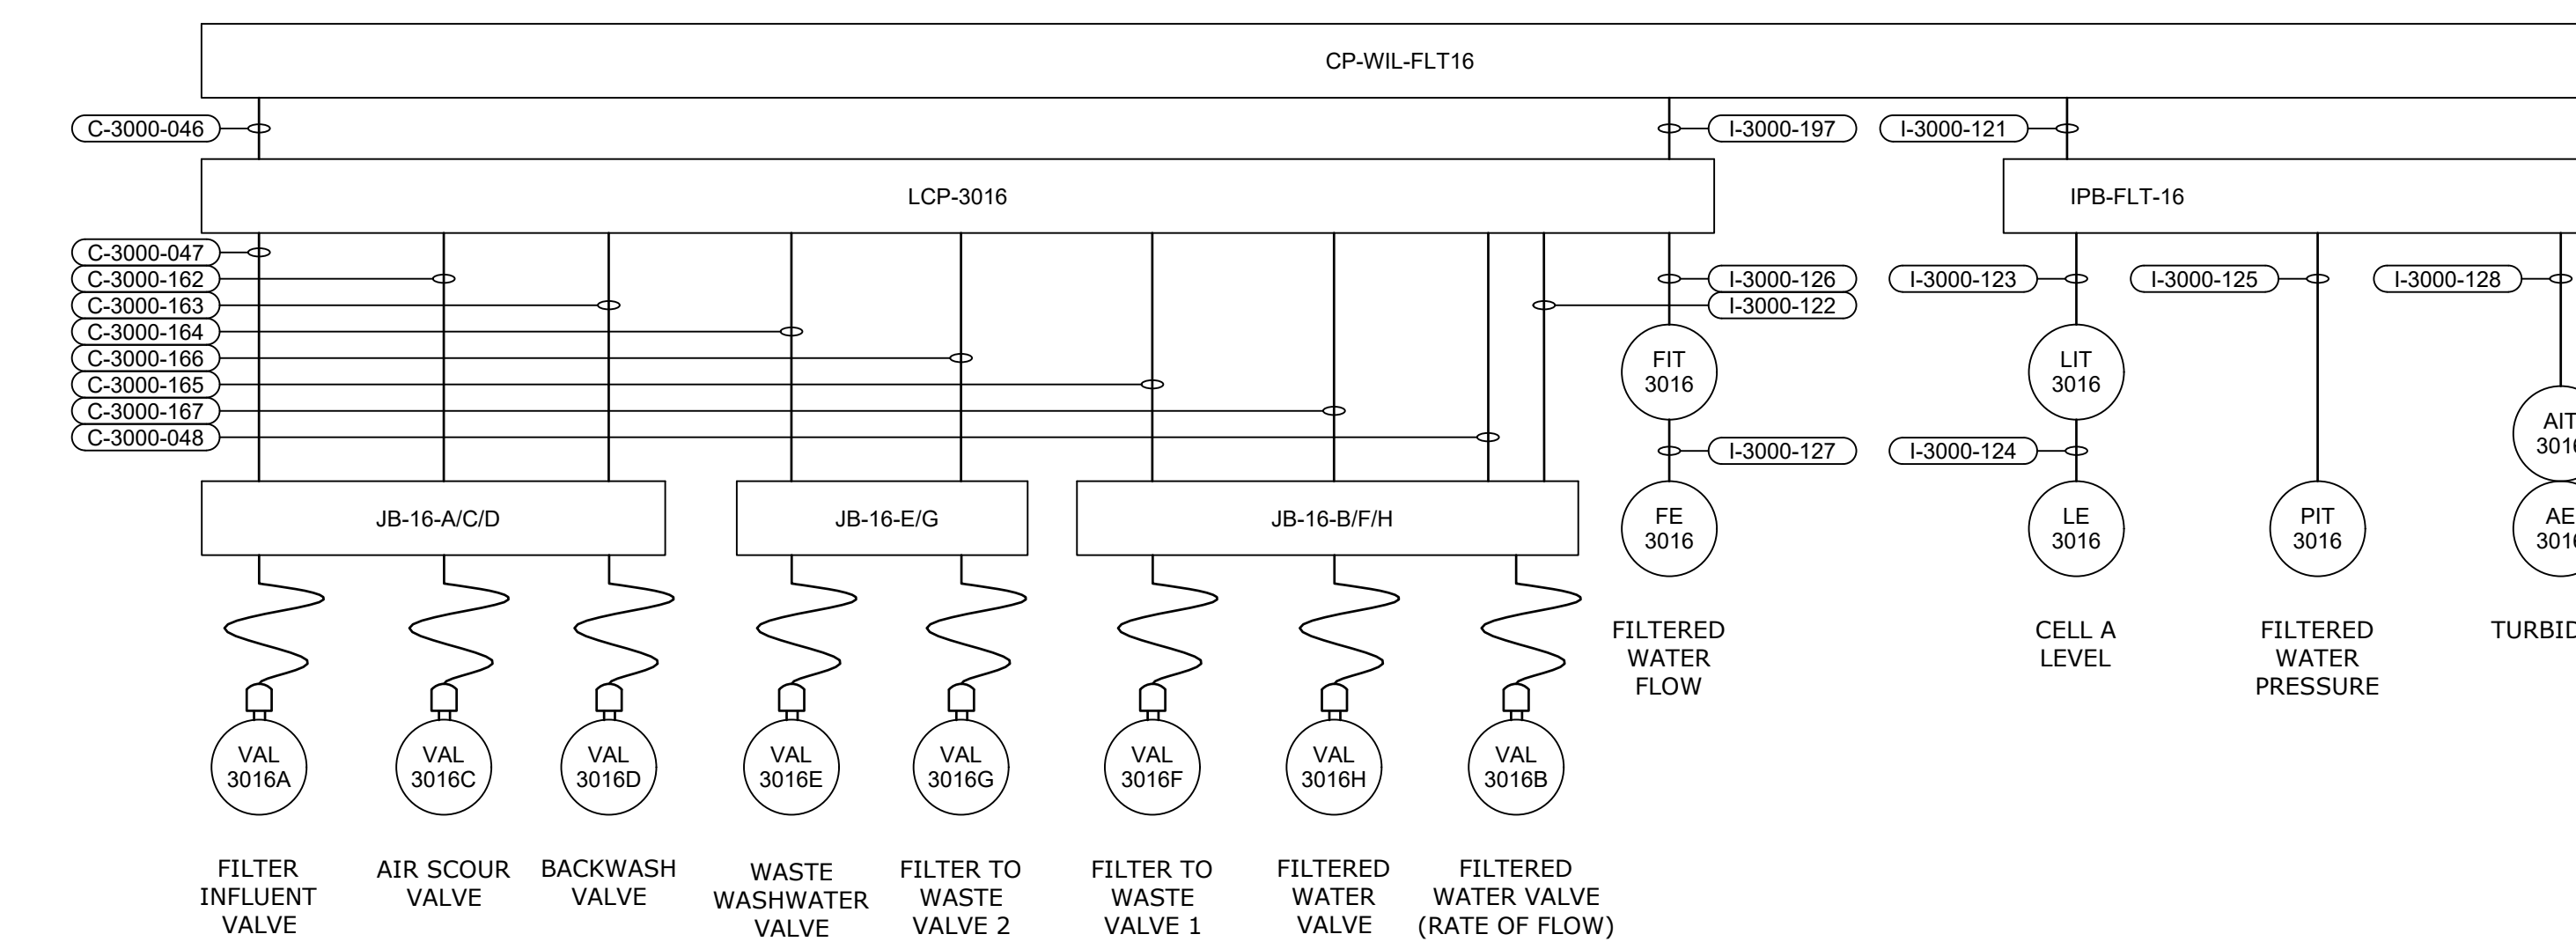 CP-WIL-FLT16
C-3000-046
I-3000-197
I-3000-121
LCP-3016
IPB-FLT-16
C-3000-047
C-3000-162
C-3000-163
C-3000-164
C-3000-166
C-3000-165
C-3000-167
C-3000-048
I-3000-126
I-3000-122
I-3000-123
I-3000-125
I-3000-128
FIT
3016
LIT
3016
AIT
301
I-3000-127
I-3000-124
JB-16-A/C/D
JB-16-E/G
JB-16-B/F/H
FE
3016
LE
3016
PIT
3016
AE
301
FILTERED
WATER
FLOW
CELL A
LEVEL
FILTERED
WATER
PRESSURE
TURBID
VAL
3016A
VAL
3016C
VAL
3016D
VAL
3016E
VAL
3016G
VAL
3016F
VAL
3016H
VAL
3016B
FILTER
INFLUENT
VALVE
AIR SCOUR
VALVE
BACKWASH
VALVE
WASTE
WASHWATER
VALVE
FILTER TO
WASTE
VALVE 2
FILTER TO
WASTE
VALVE 1
FILTERED
WATER
VALVE
FILTERED
WATER VALVE
(RATE OF FLOW)